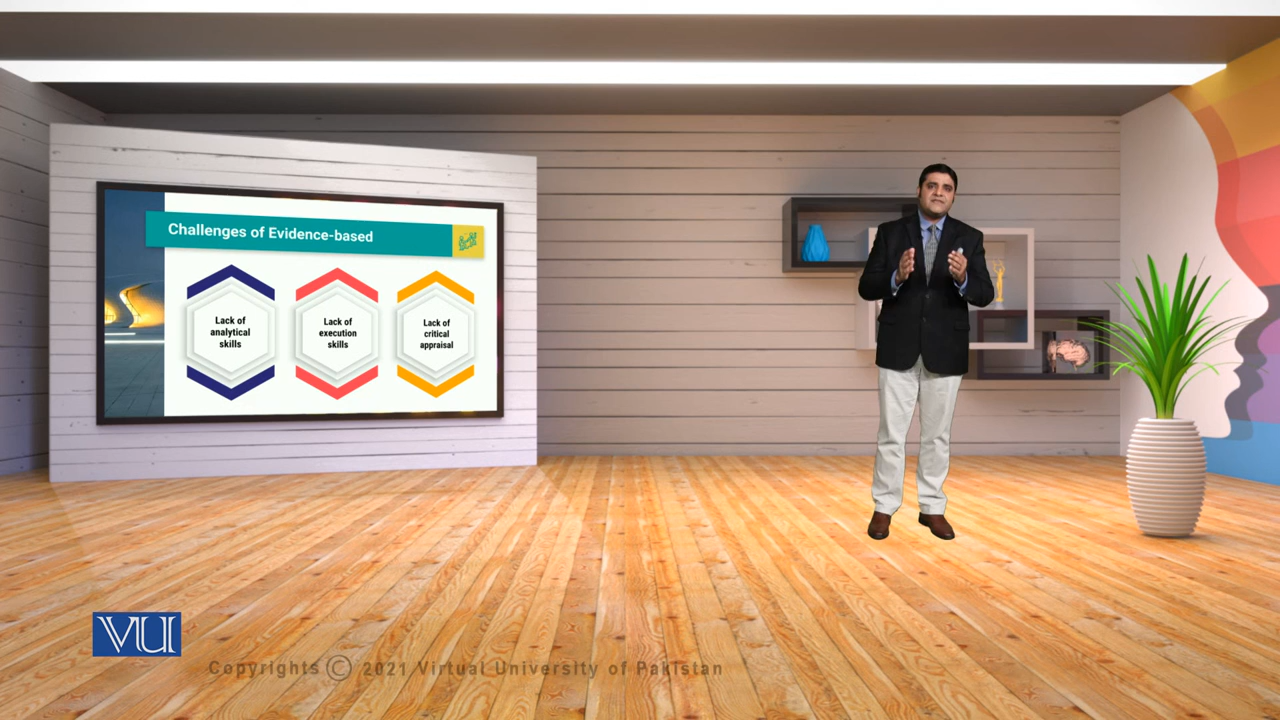 Challenges of Evidence-based
Lack of
analytical
skills
Lack of
execution
skills
Lack of
critical
appraisal
VU
Copyrights © 2021 Virtual University of Pakistan